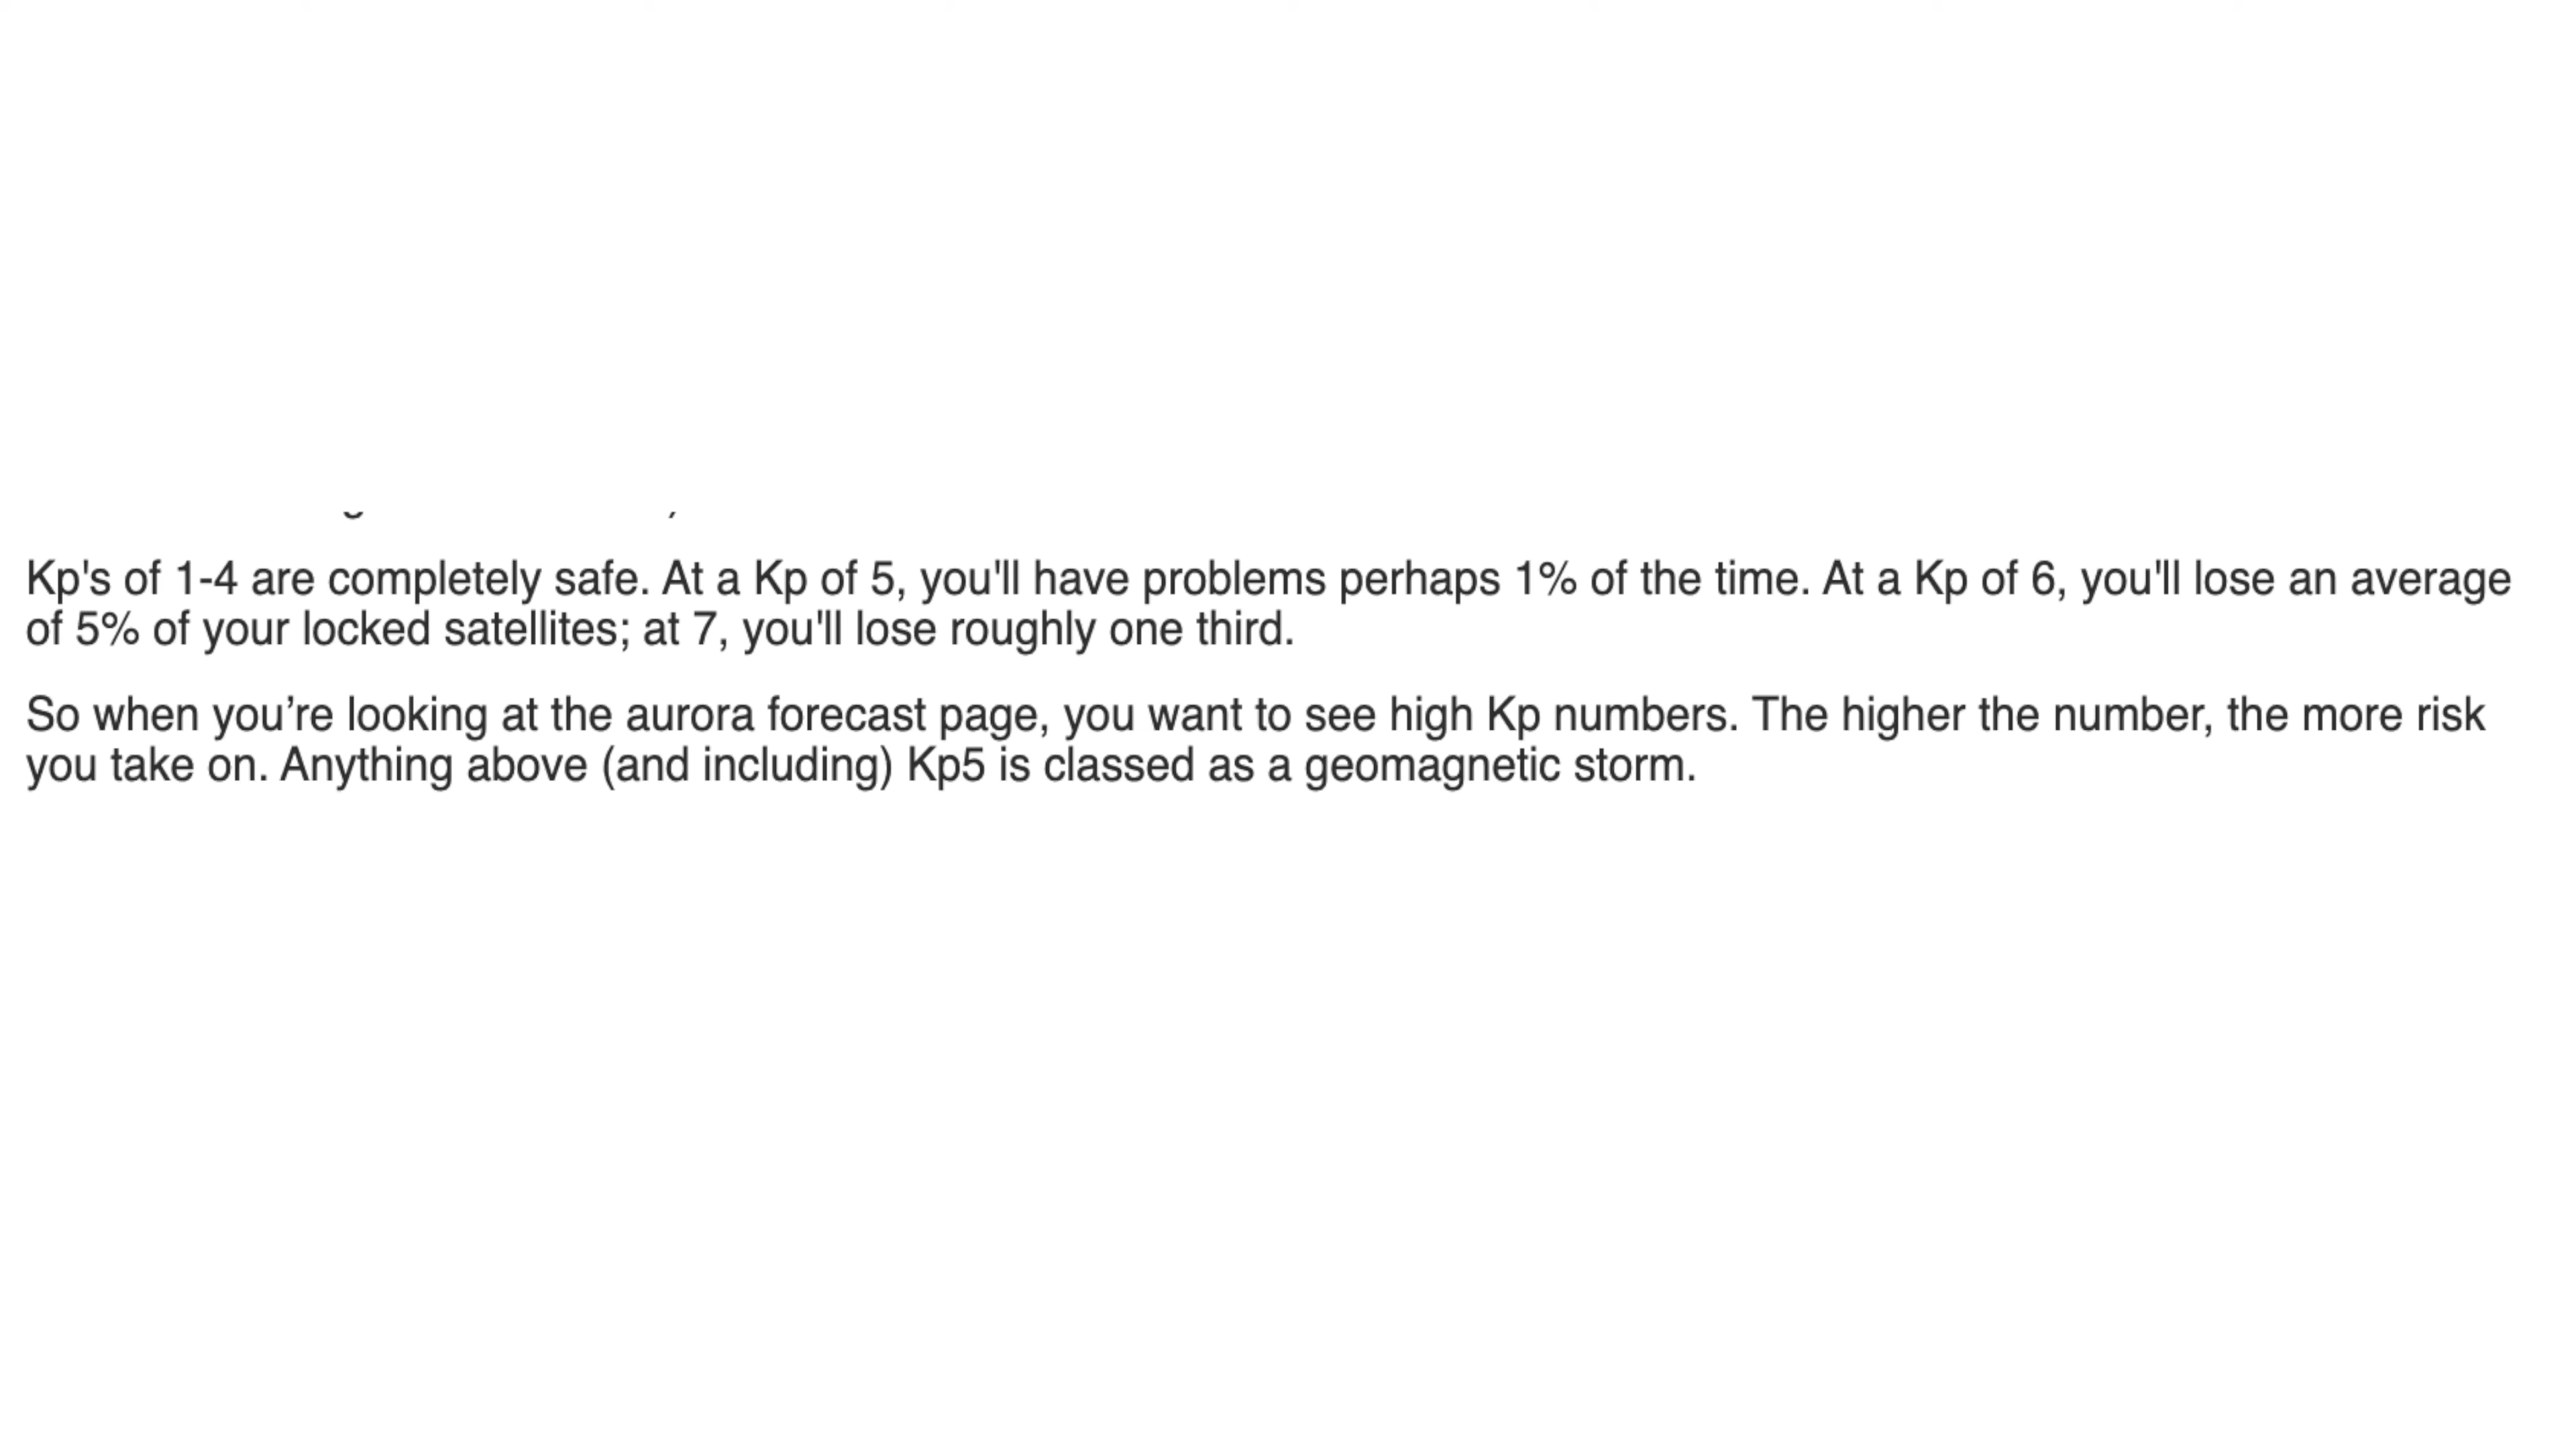 Kp's of 1-4 are completely safe. At a Kp of 5, you'll have problems perhaps 1% of the time. At a Kp of 6, you'll lose an average
of 5% of your locked satellites; at 7, you'll lose roughly one third.
So when you’re looking at the aurora forecast page, you want to see high Kp numbers. The higher the number, the more risk
you take on. Anything above (and including) Kp5 is classed as a geomagnetic storm.